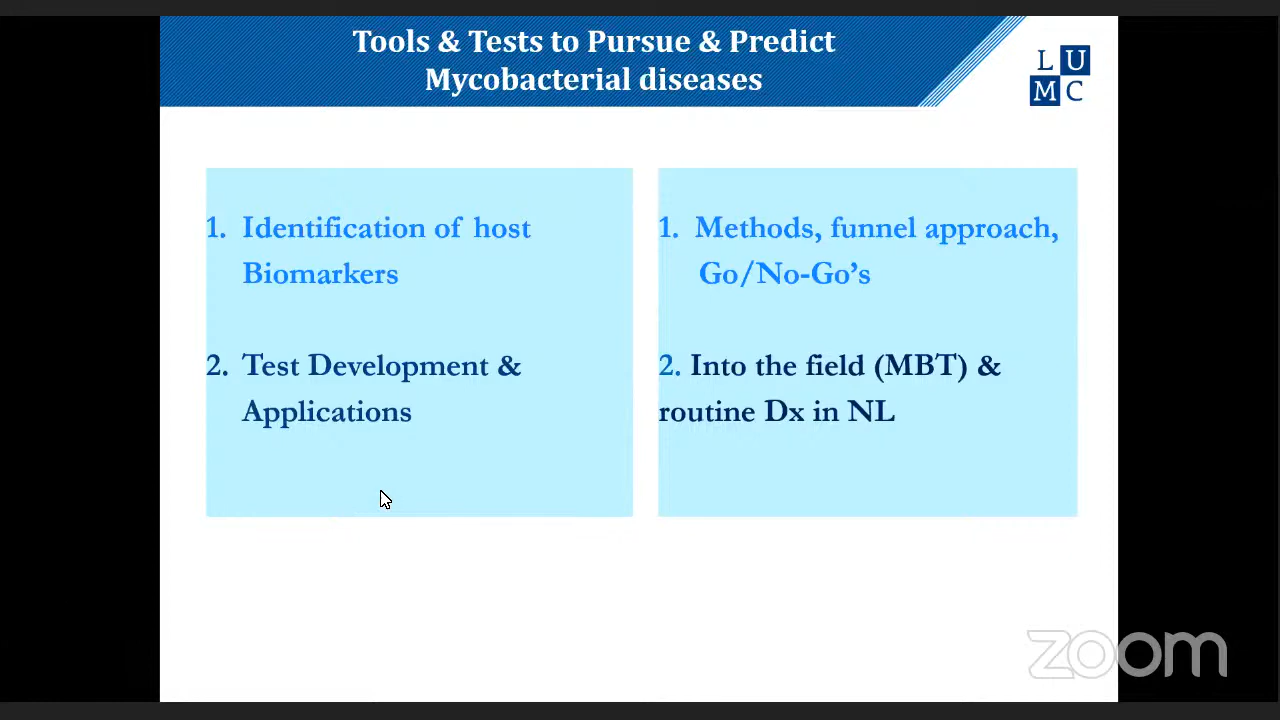 Tools & Tests to Pursue & Predict
Mycobacterial diseases
L U
M C
1. Identification of host
Biomarkers
2. Test Development &
Applications
1. Methods, funnel approach,
Go/No-Go’s
2. Into the field (MBT) &
routine Dx in NL
zoom